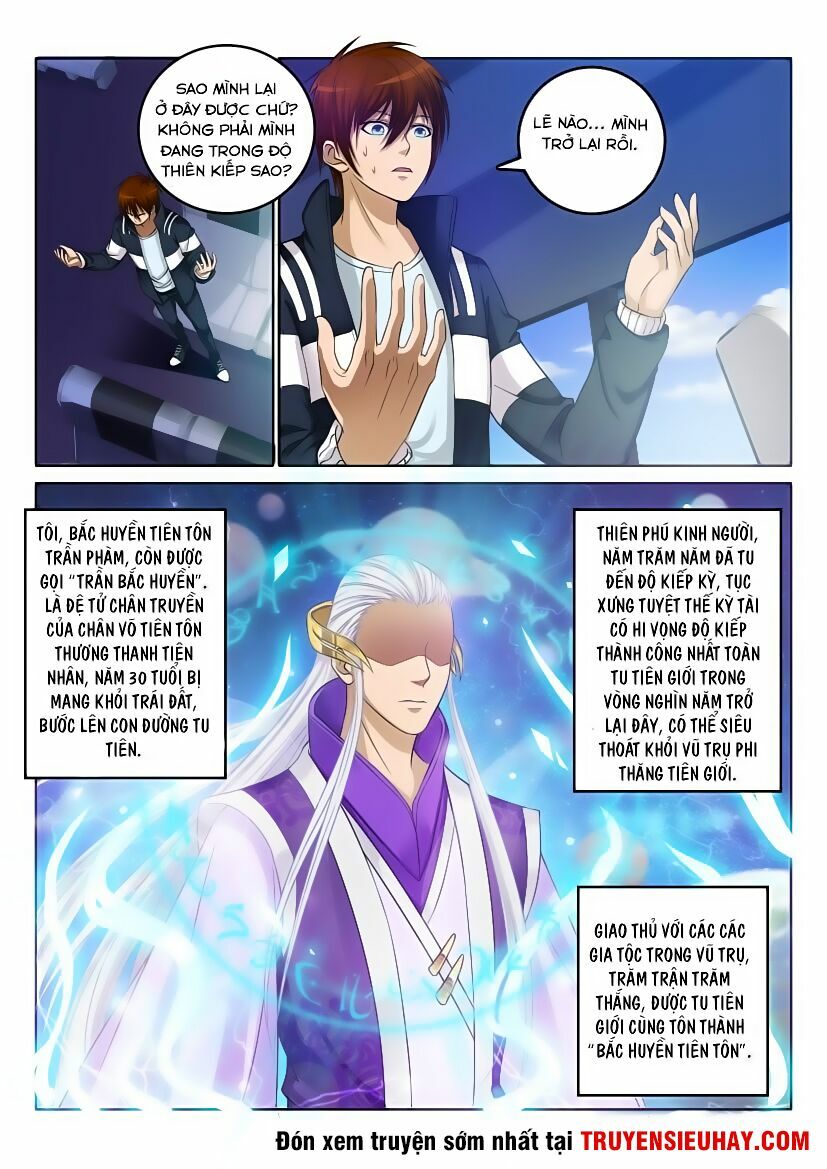 SAO MÌNH LẠI
Ở ĐÂY ĐƯỢC CHỨ?
KHÔNG PHẢI MÌNH
ĐANG TRONG ĐỘ
THIÊN KIẾP SAO?
LẼ NÀO... MÌNH
TRỞ LẠI RỒI.
TÔI, BẮC HUYỀN TIÊN TÔN
TRẦN PHÀM, CÒN ĐƯỢC
GỌI "TRẦN BẮC HUYỀN".
LÀ ĐỆ TỬ CHÂN TRUYỀN
CỦA CHÂN VÕ TIÊN TÔN
THƯƠNG THANH TIÊN
NHÂN, NĂM 30 TUỔI BỊ
MANG KHỎI TRÁI ĐẤT,
BƯỚC LÊN CON ĐƯỜNG TU
TIÊN.
THIÊN PHÚ KINH NGƯỜI,
NĂM TRĂM NĂM ĐÃ TU
ĐẾN ĐỘ KIẾP KỲ, TỤC
XƯNG TUYỆT THẾ KỲ TÀI
CÓ HI VỌNG ĐỘ KIẾP
THÀNH CÔNG NHẤT TOÀN
TU TIÊN GIỚI TRONG
VÒNG NGHÌN NĂM TRỞ
LẠI ĐÂY, CÓ THỂ SIÊU
THOÁT KHỎI VŨ TRỤ PHI
THĂNG TIÊN GIỚI.
GIAO THỦ VỚI CÁC CÁC
GIA TỘC TRONG VŨ TRỤ,
TRĂM TRẬN TRĂM
THẮNG, ĐƯỢC TU TIÊN
GIỚI CÙNG TÔN THÀNH
"BẮC HUYỀN TIÊN TÔN".
Đón xem truyện sớm nhất tại TRUYENSIEUHAY.COM